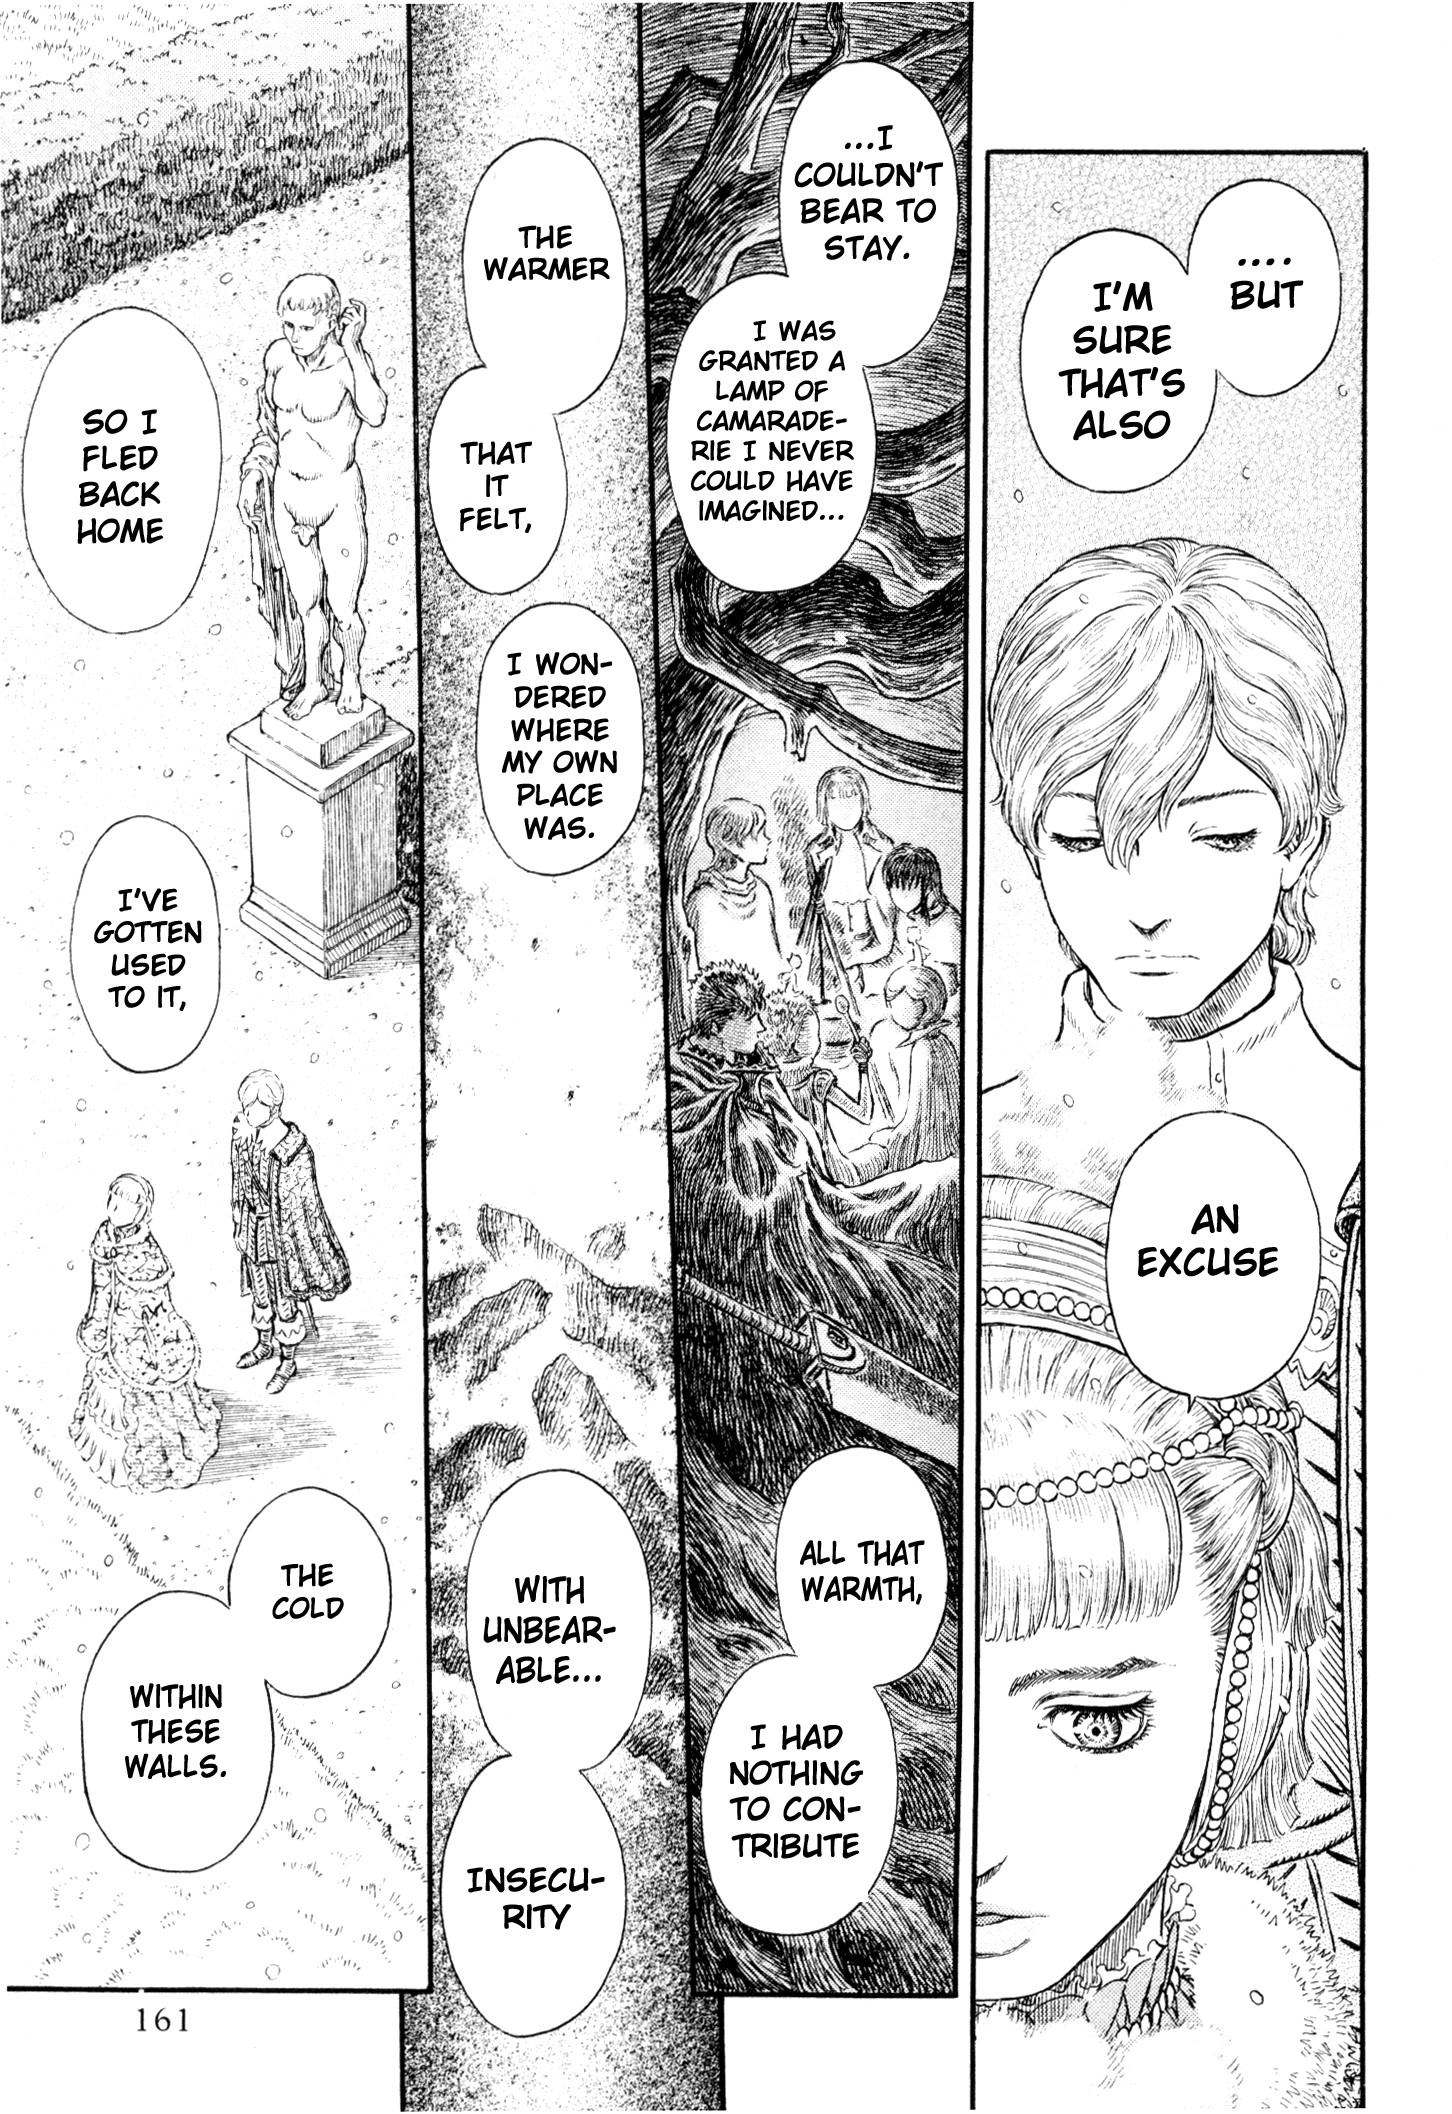 ....
BUT
I'M
SURE
THAT'S
ALSO
AN
EXCUSE
...I
COULDN'T
BEAR TO
STAY.
I WAS
GRANTED A
LAMP OF
CAMARADE-
RIE I NEVER
COULD HAVE
IMAGINED...
ALL THAT
WARMTH,
I HAD
NOTHING
TO CON-
TRIBUTE
THE
WARMER
THAT
IT
FELT,
I WON-
DERED
WHERE
MY OWN
PLACE
WAS.
WITH
UNBEAR-
ABLE...
INSECU-
RITY
SO I
FLED
BACK
HOME
I'VE
GOTTEN
USED
TO IT,
THE
COLD
WITHIN
THESE
WALLS.
161